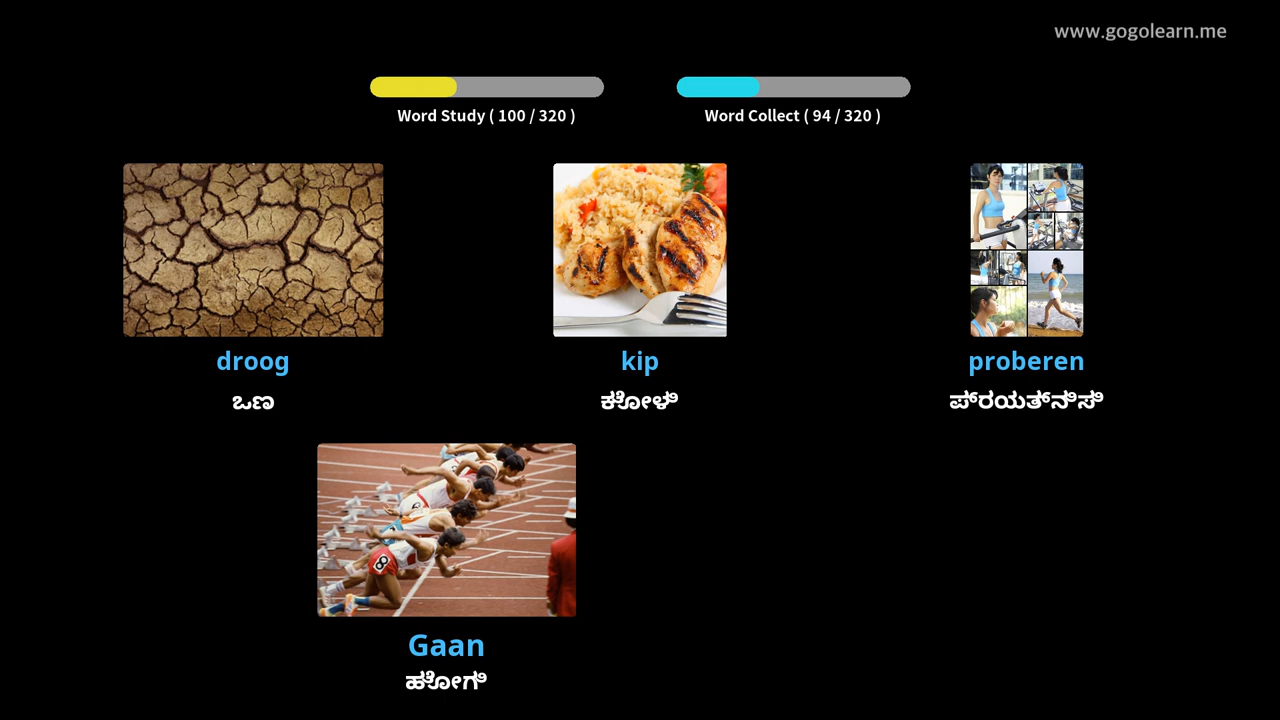 www.gogolearn.me
Word Study ( 100 / 320 )
Word Collect ( 94 / 320 )
droog
kip
proberen
ಒಣ
ಕೋಳಿ
ಪ್ರಯತ್ನಿಸಿ
Gaan
ಹೋಗಿ